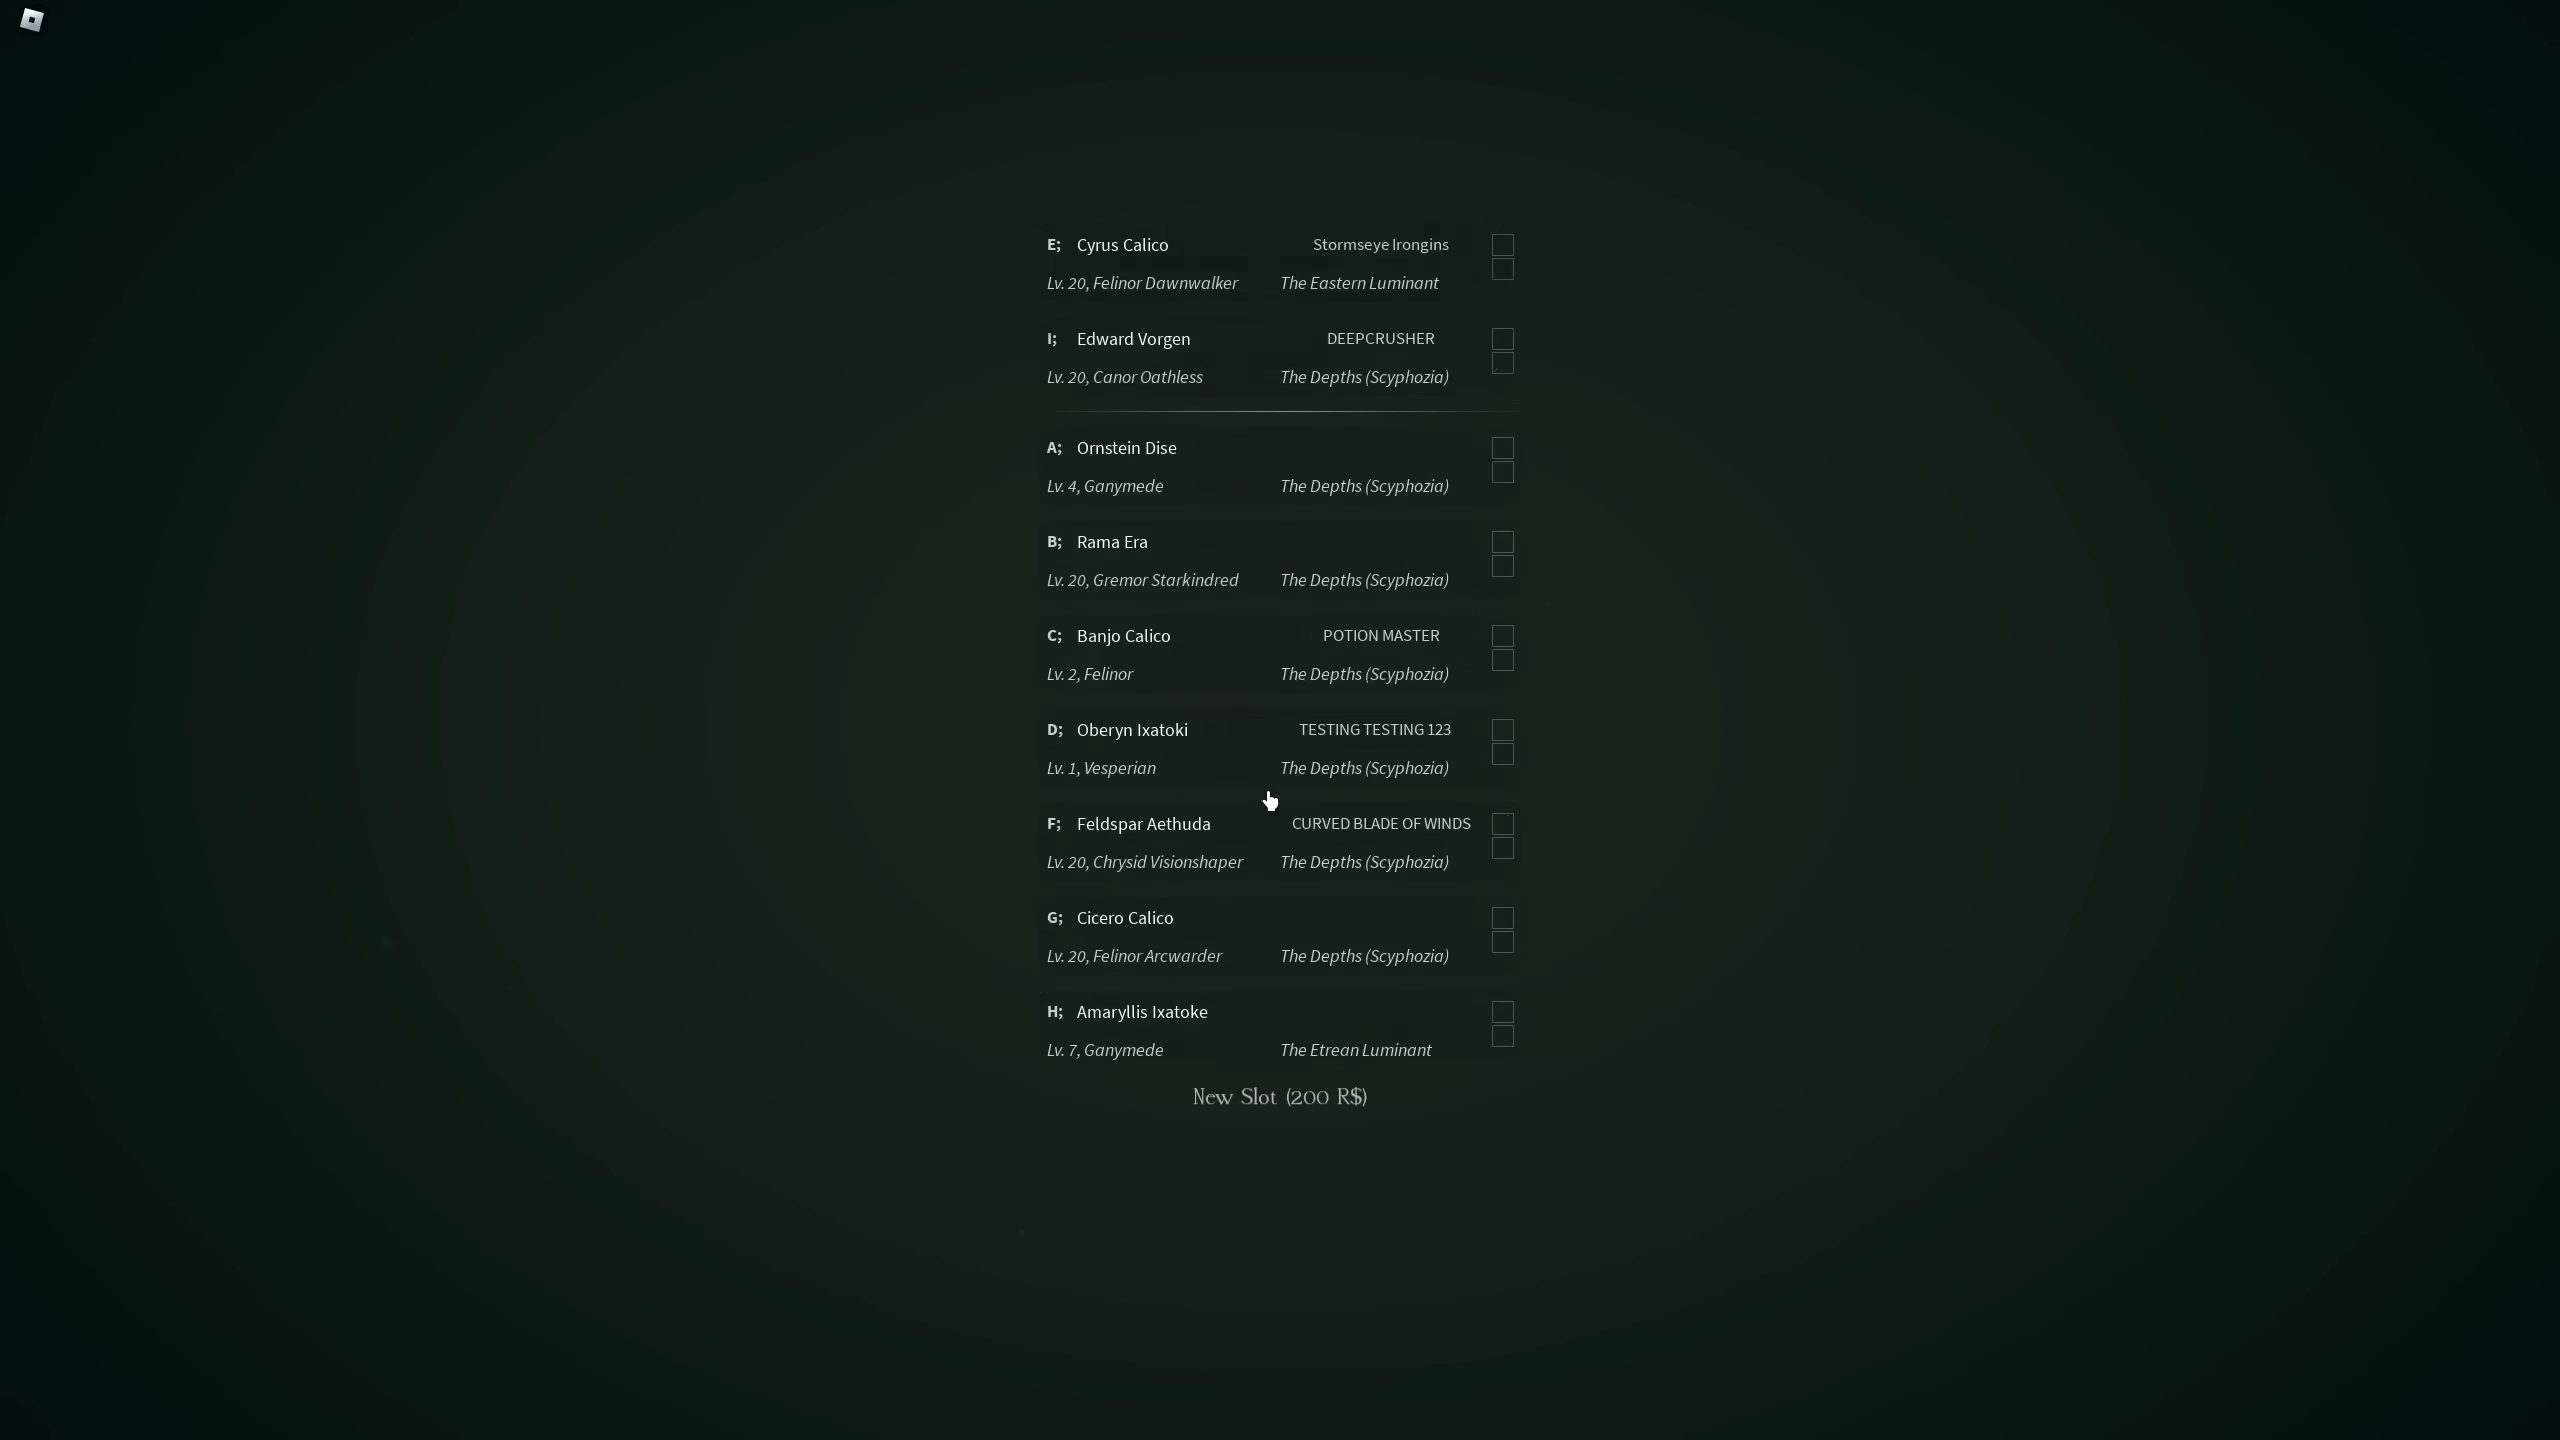 E; Cyrus Calico Stormseye Irongins
Lv. 20, Felinor Dawnwalker The Eastern Luminant
I; Edward Vorgen DEEPCRUSHER
Lv. 20, Canor Oathless The Depths (Scyphozia)
A; Ornstein Dise
Lv. 4, Ganymede The Depths (Scyphozia)
B; Rama Era
Lv. 20, Gremor Starkindred The Depths (Scyphozia)
C; Banjo Calico POTION MASTER
Lv. 2, Felinor The Depths (Scyphozia)
D; Oberyn Ixatoki TESTING TESTING 123
Lv. 1, Vesperian The Depths (Scyphozia)
F; Feldspar Aethuda CURVED BLADE OF WINDS
Lv. 20, Chrysid Visionshaper The Depths (Scyphozia)
G; Cicero Calico
Lv. 20, Felinor Arcwarder The Depths (Scyphozia)
H; Amaryllis Ixatoke
Lv. 7, Ganymede The Etrean Luminant
New Slot (200 R$)